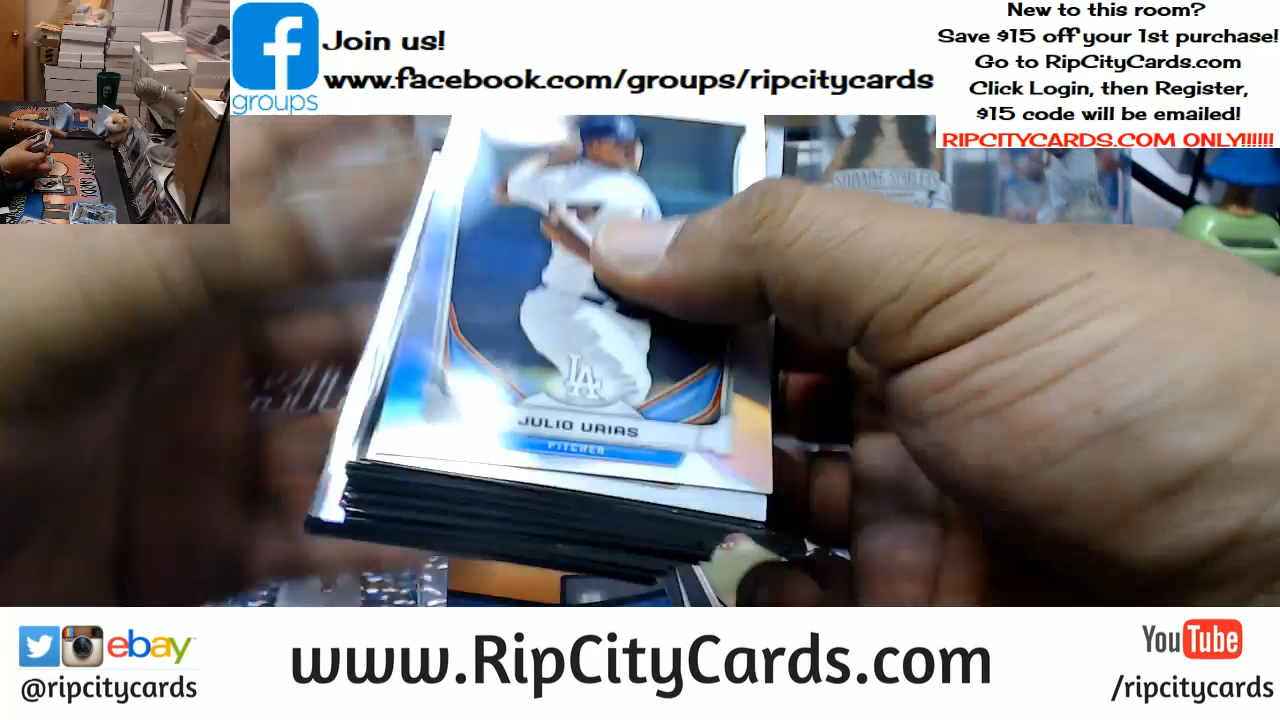 Join us!
www.facebook.com/groups/ripcitycards
groups
New to this room?
Save $15 off your 1st purchase!
Go to RipCityCards.com
Click Login, then Register,
$15 code will be emailed!
RIPCITYCARDS.COM ONLY!!!!!!
LA
JULIO URIAS
PITCHER
ebay
@ripcitycards
www.RipCityCards.com
YouTube
/ripcitycards